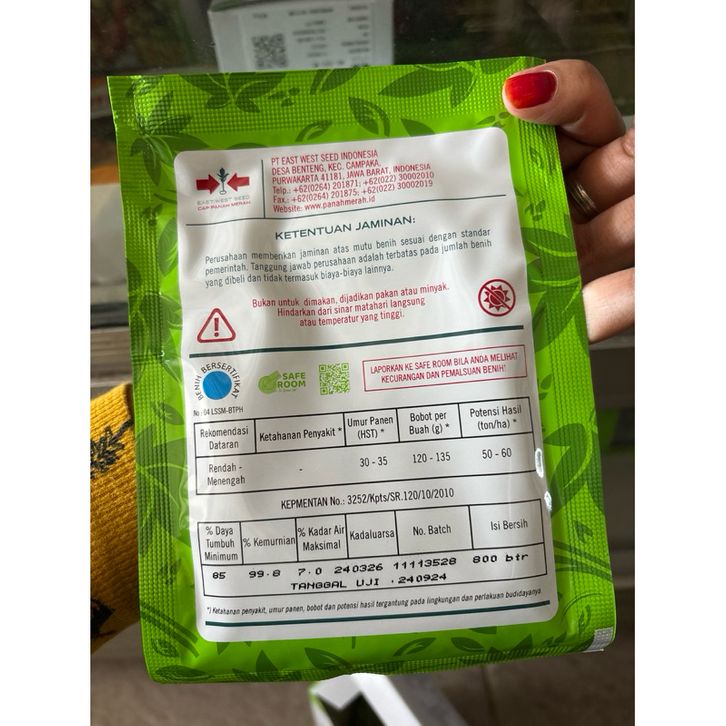 PT EAST WEST SEED INDONESIA
DESA BENTENG, KEC. CAMPAKA,
PURWAKARTA 41181, JAWA BARAT, INDONESIA
Telp.: +62(0264) 201871; +62(022) 30002010
Fax.: +62(0264) 201875; +62(022) 30002019
Website: www.panahmerah.id
EAST WEST SEED
CAP PANAH MERAH
KETENTUAN JAMINAN:
Perusahaan memberikan jaminan atas mutu benih sesuai dengan standar
pemerintah. Tanggung jawab perusahaan adalah terbatas pada jumlah benih
yang dibeli dan tidak termasuk biaya-biaya lainnya.
Bukan untuk dimakan, dijadikan pakan atau minyak.
Hindarkan dari sinar matahari langsung
atau temperatur yang tinggi.
BENIH BERSERTIFIKAT
No : 04 LSSM-BTPH
SAFE
ROOM
LAPORKAN KE SAFE ROOM BILA ANDA MELIHAT
KECURANGAN DAN PEMALSUAN BENIH!
Rekomendasi Dataran Ketahanan Penyakit * Umur Panen (HST) * Bobot per Buah (g) * Potensi Hasil (ton/ha) *
Rendah - Menengah - 30 - 35 120 - 135 50 - 60
KEPMENTAN No.: 3252/Kpts/SR.120/10/2010
% Daya Tumbuh Minimum % Kemurnian % Kadar Air Maksimal Kadaluarsa No. Batch Isi Bersih
85 99.8 7.0 240326 11113528 800 btr
TANGGAL UJI : 240924
*) Ketahanan penyakit, umur panen, bobot dan potensi hasil tergantung pada lingkungan dan perlakuan budidayanya.